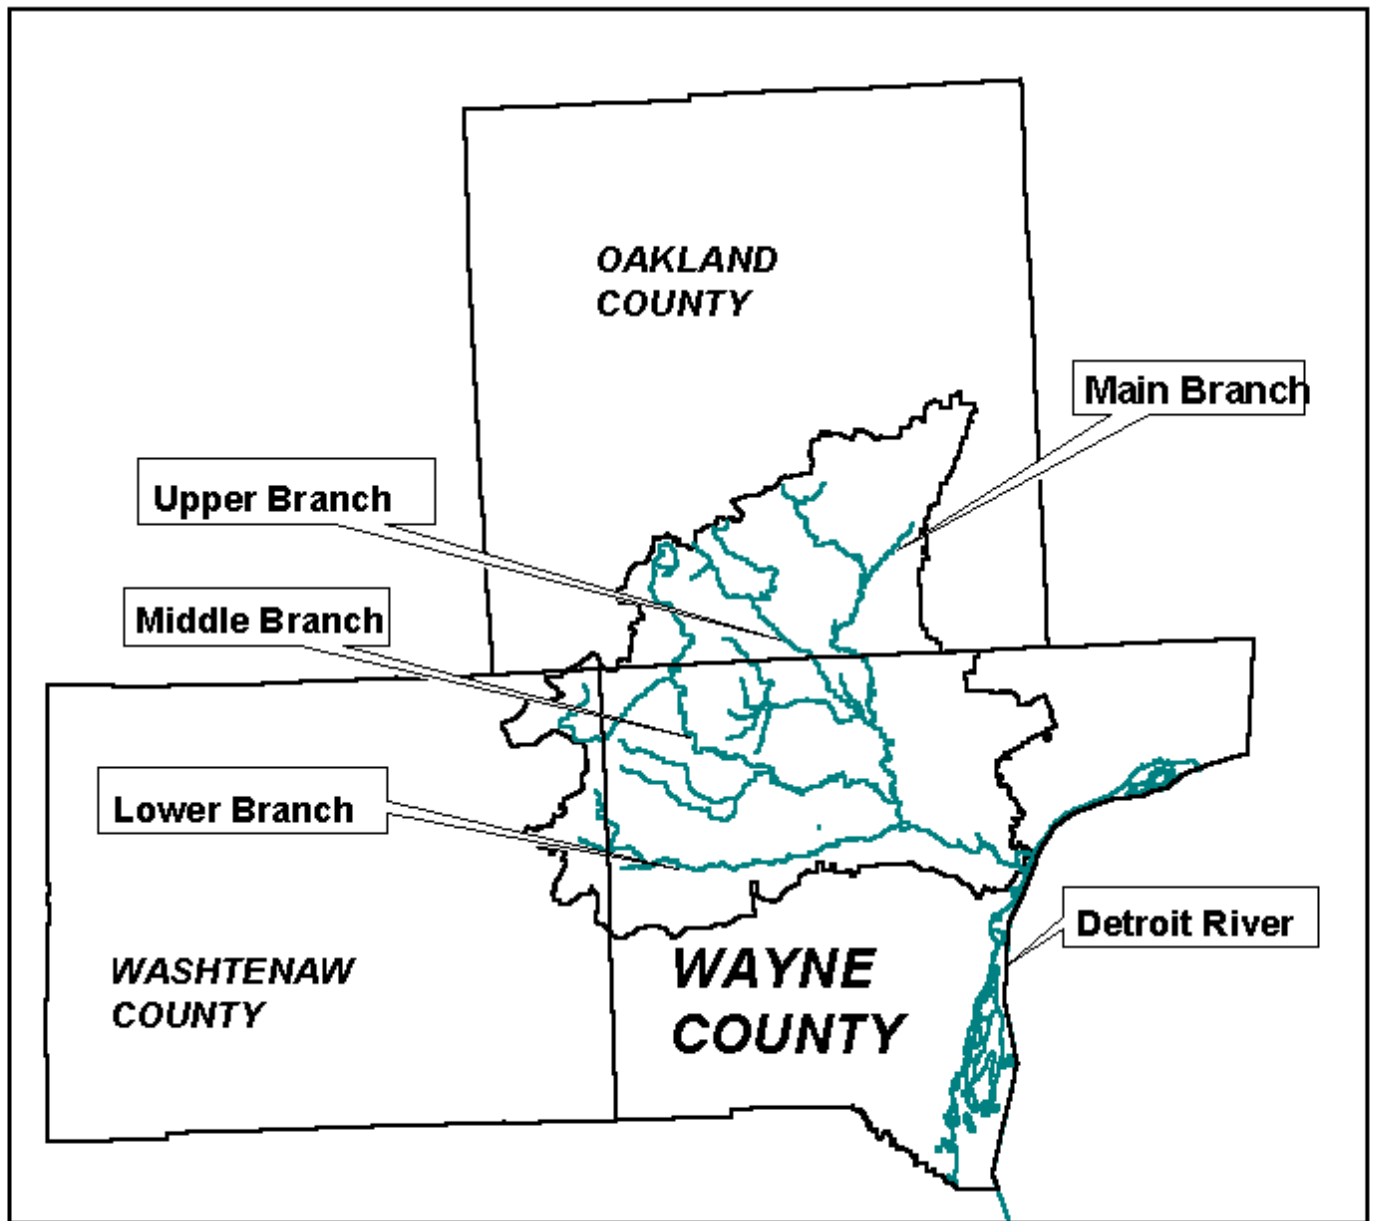 OAKLAND
COUNTY
Main Branch
Upper Branch
Middle Branch
Lower Branch
Detroit River
WASHTENAW
COUNTY
WAYNE
COUNTY